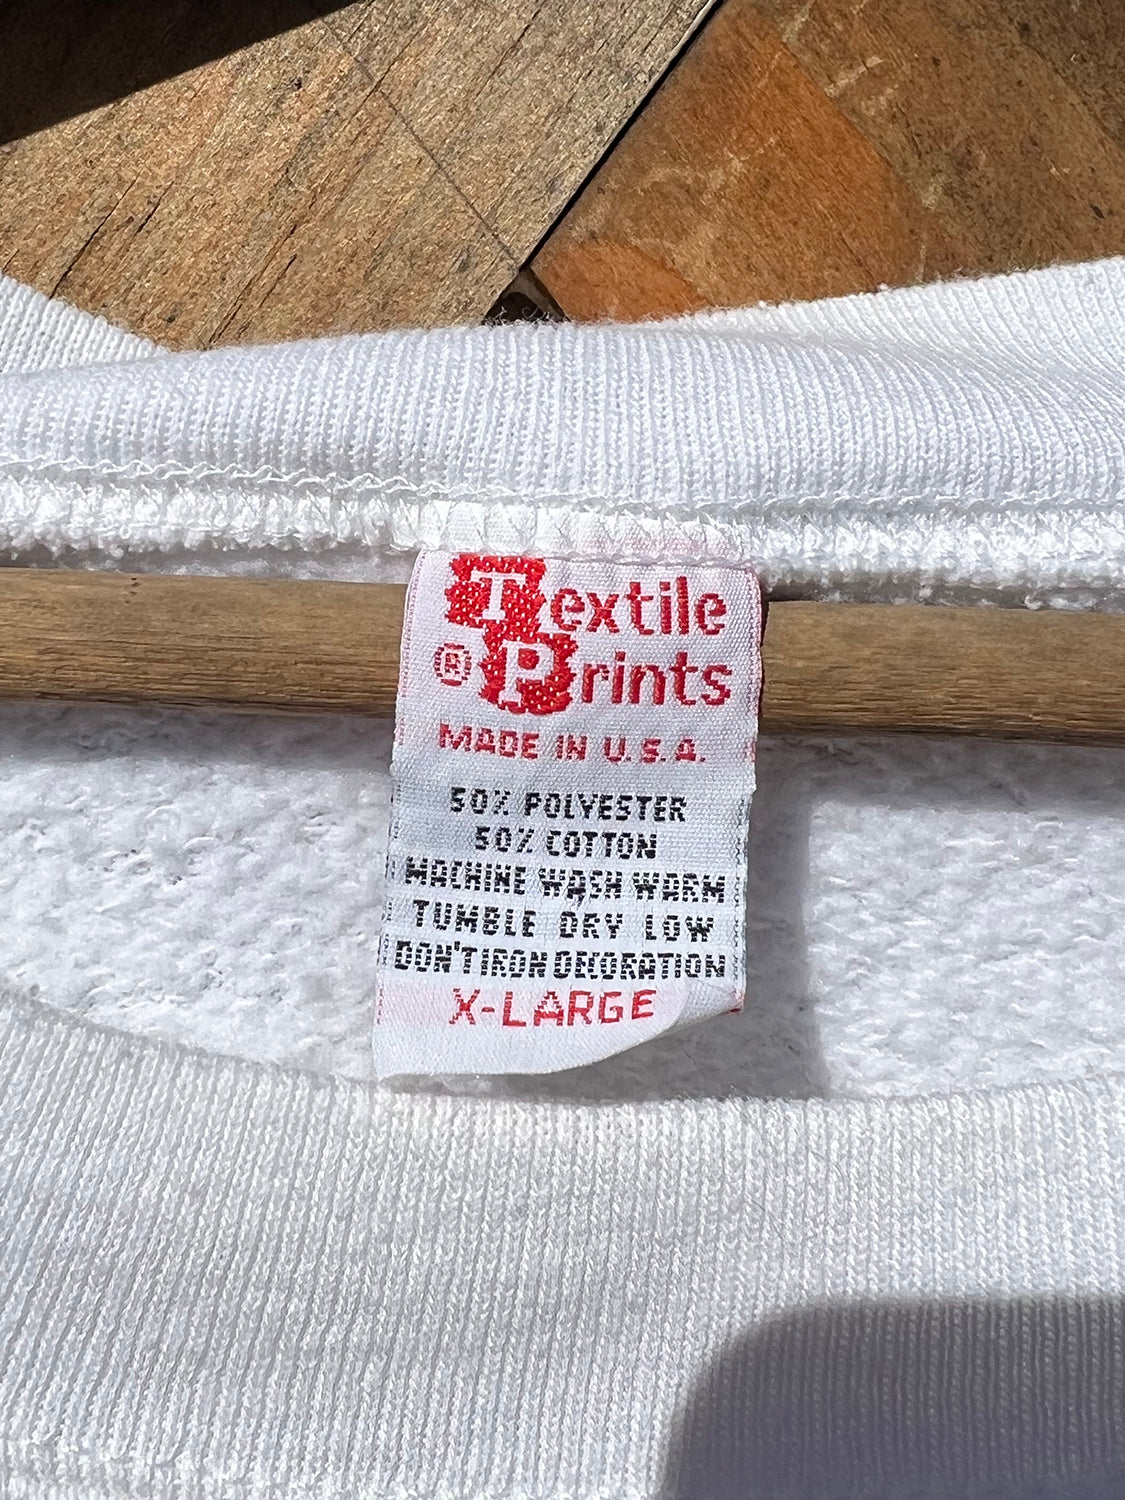 Textile
® Prints
MADE IN U.S.A.
50% POLYESTER
50% COTTON
MACHINE WASH WARM
TUMBLE DRY LOW
DON'T IRON DECORATION
X-LARGE